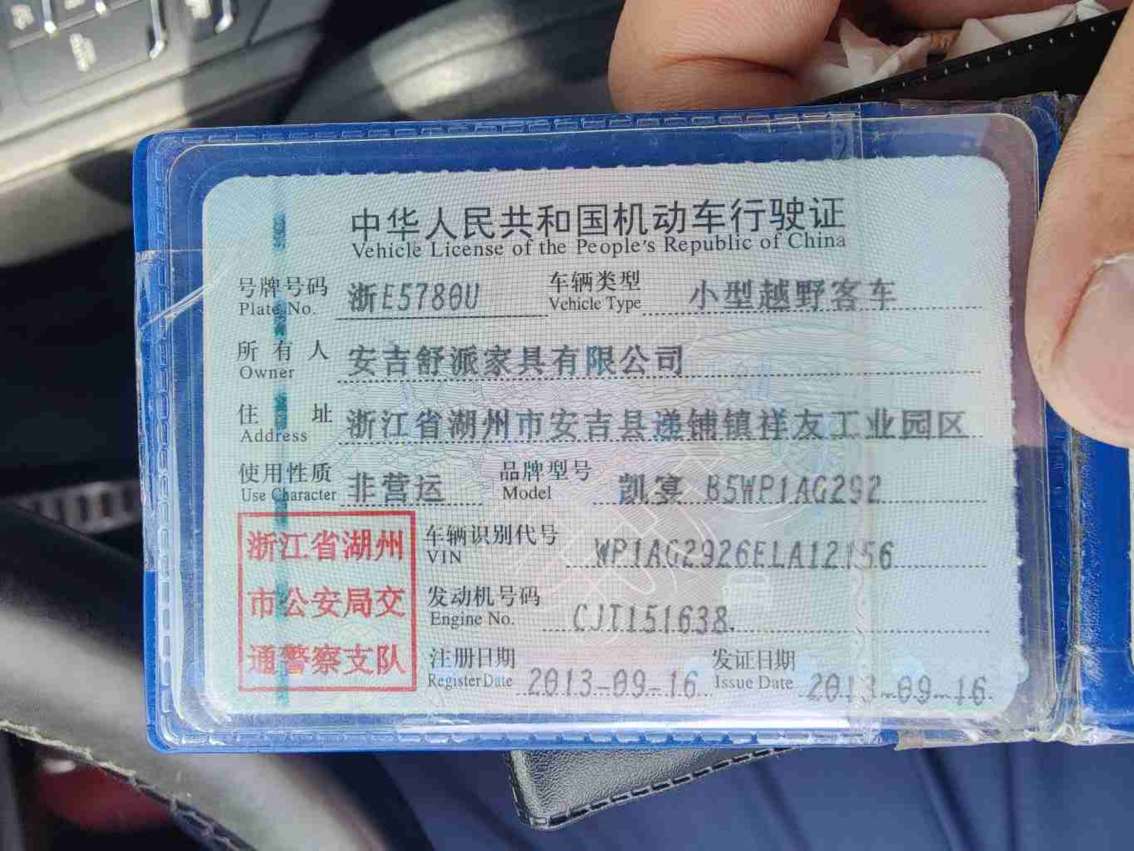 中华人民共和国机动车行驶证
Vehicle License of the People's Republic of China
号牌号码 浙E5780U 车辆类型 小型越野客车
Plate No. Vehicle Type
所有人 安吉舒派家具有限公司
Owner
住址 浙江省湖州市安吉县递铺镇祥友工业园区
Address
使用性质 非营运 品牌型号 凯宴 B5WP1AG292
Use Character Model
浙江省湖州
市公安局交
通警察支队
车辆识别代号 WP1AG2926ELA12156
VIN
发动机号码 CJT151638
Engine No.
注册日期 2013-09-16 发证日期 2013-09-16
Register Date Issue Date